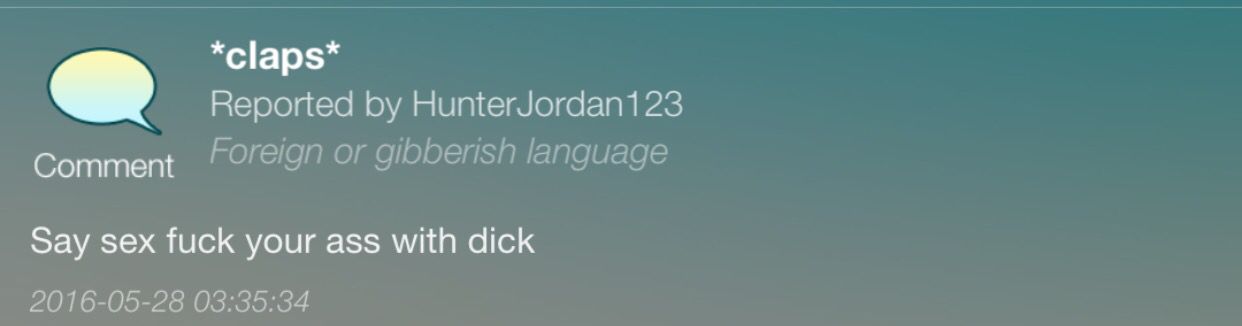 *claps*
Reported by HunterJordan123
Foreign or gibberish language
Comment
Say sex fuck your ass with dick
2016-05-28 03:35:34